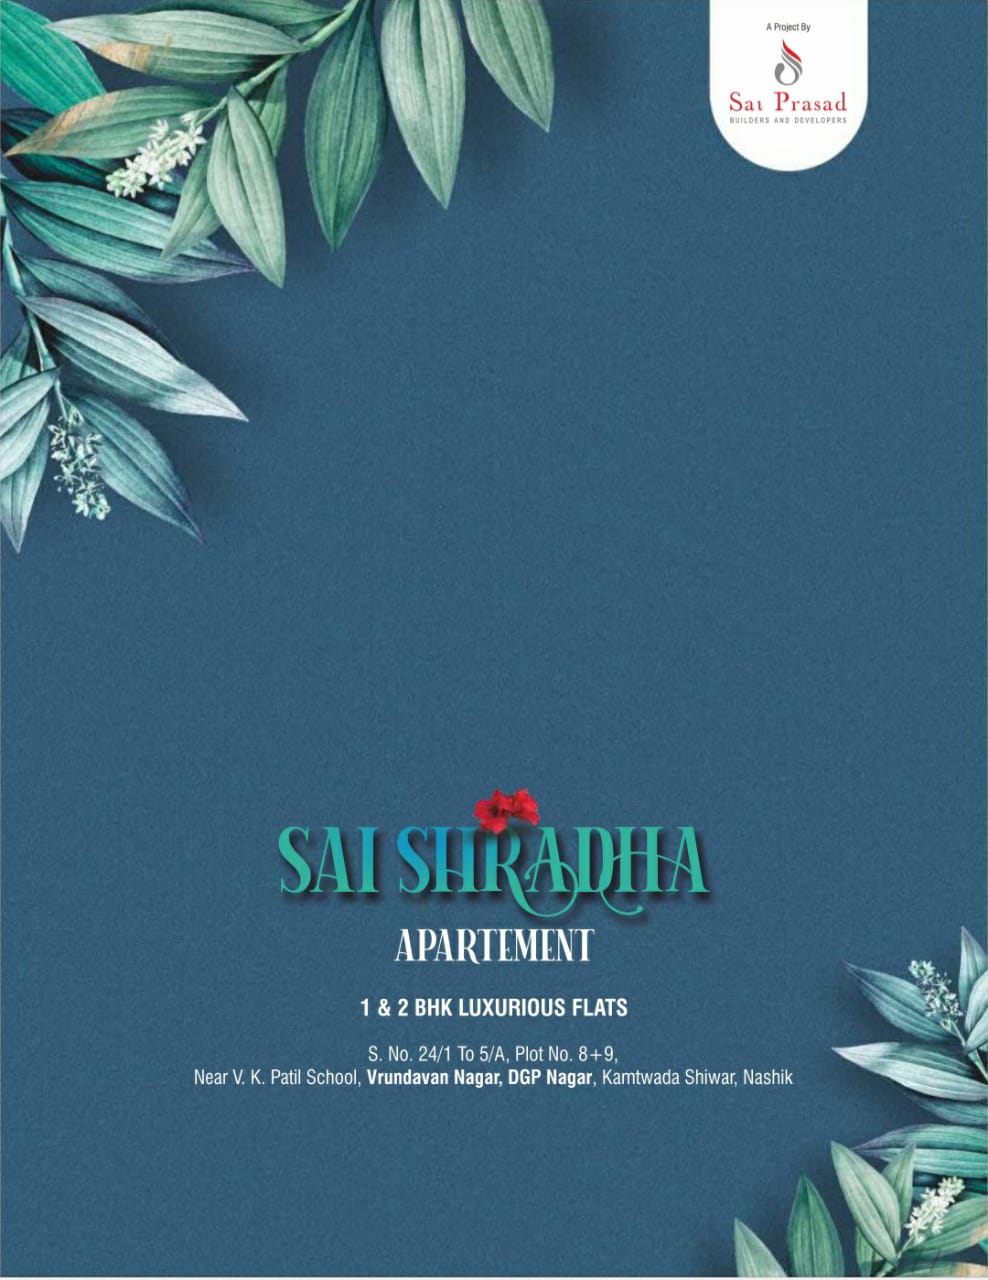 A Project By
Sai Prasad
BUILDERS AND DEVELOPERS
SAI SHRADHA
APARTEMENT
1 & 2 BHK LUXURIOUS FLATS
S. No. 24/1 To 5/A, Plot No. 8+9,
Near V. K. Patil School, Vrundavan Nagar, DGP Nagar, Kamtwada Shiwar, Nashik